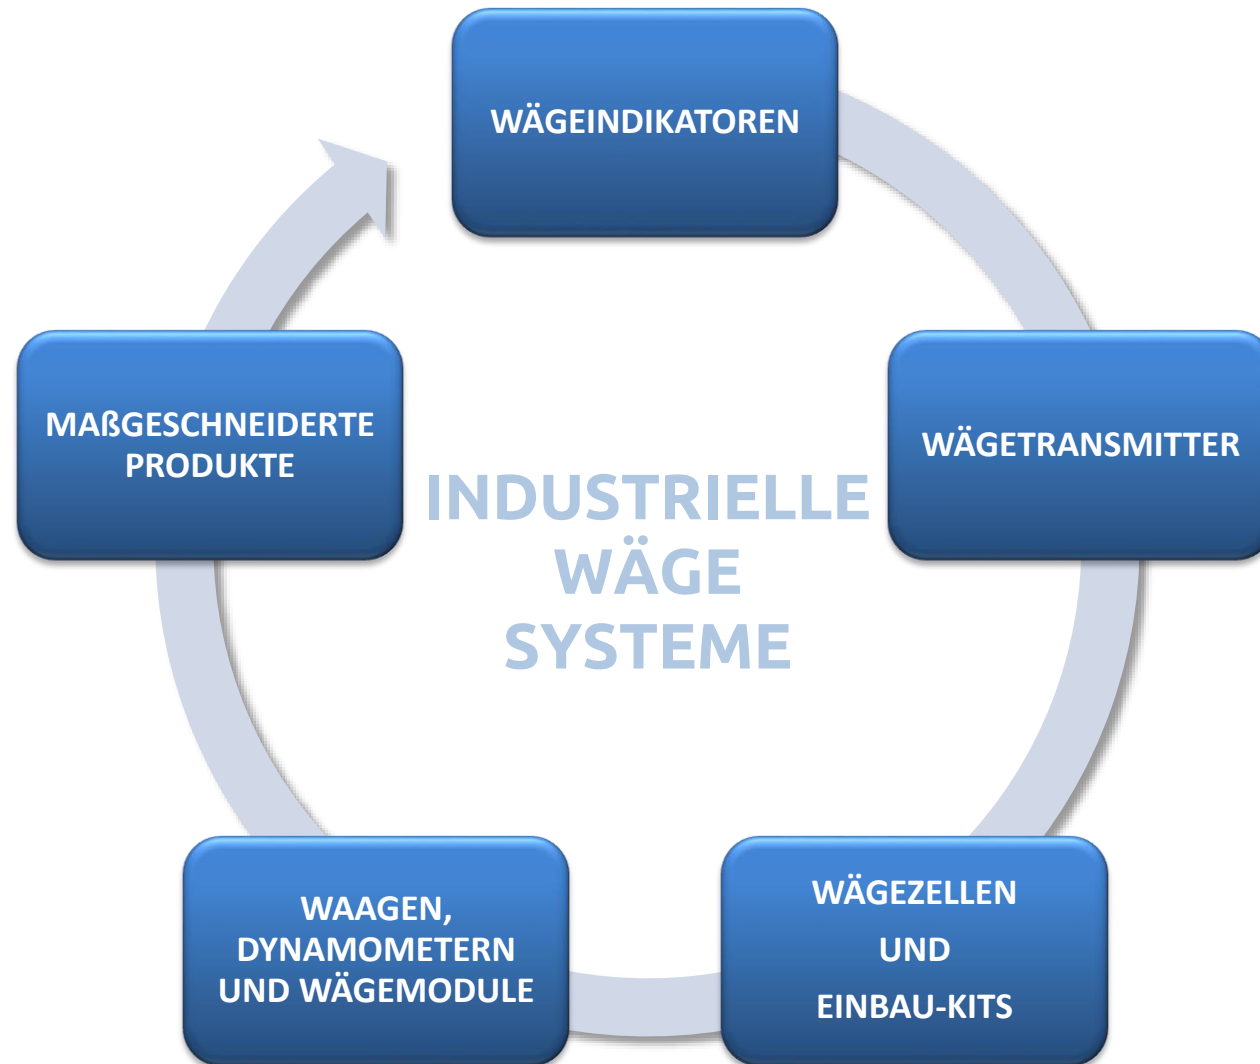 WÄGEINDIKATOREN
WÄGETRANSMITTER
WÄGEZELLEN
UND
EINBAU-KITS
WAAGEN,
DYNAMOMETERN
UND WÄGEMODULE
MAßGESCHNEIDERTE
PRODUKTE
INDUSTRIELLE
WÄGE
SYSTEME